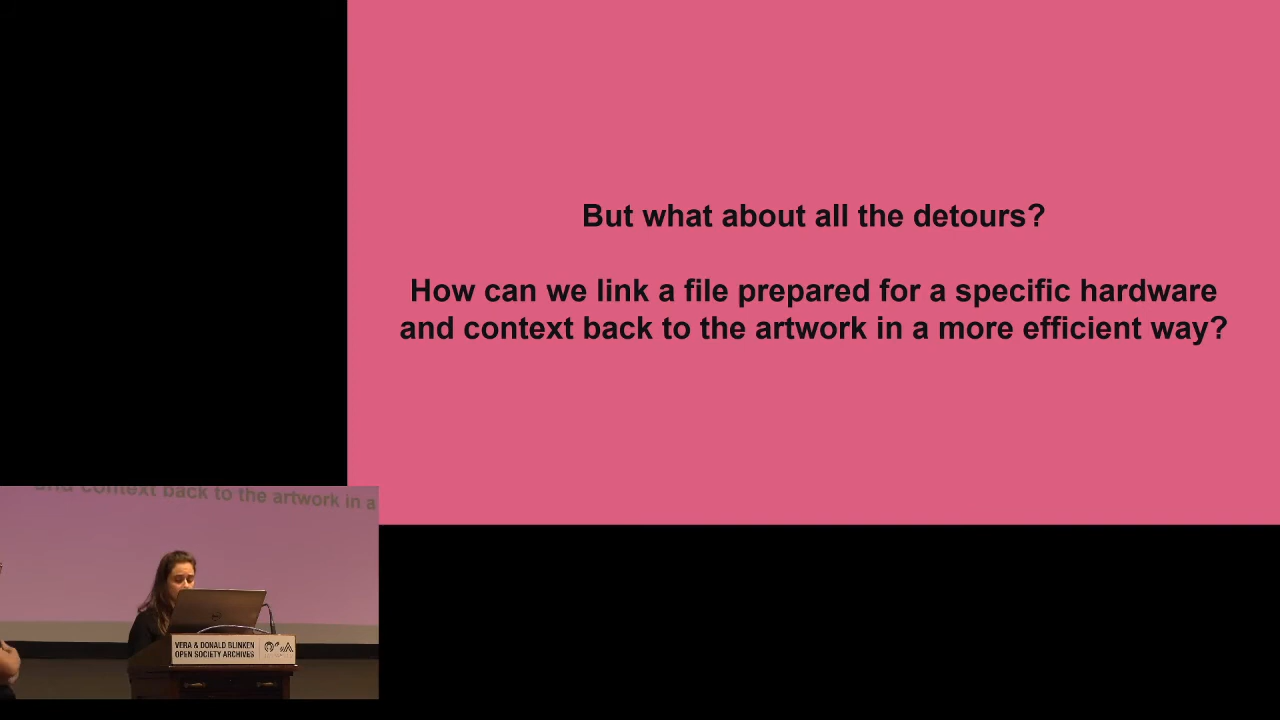 But what about all the detours?
How can we link a file prepared for a specific hardware
and context back to the artwork in a more efficient way?
and context back to the artwork in a
VERA & DONALD BLINKEN
OPEN SOCIETY ARCHIVES